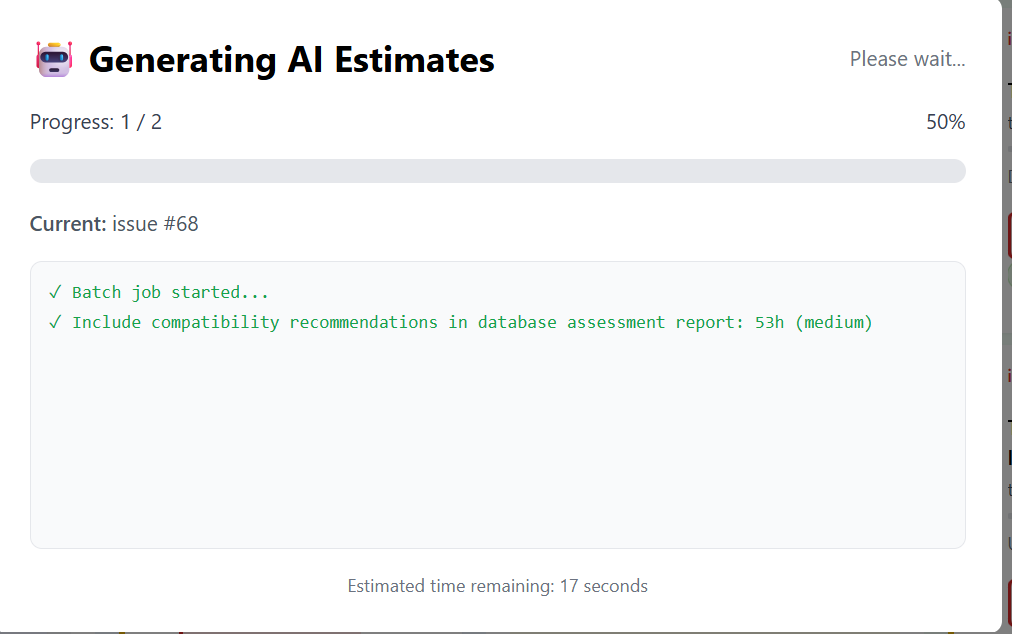 Generating AI Estimates
Please wait...
Progress: 1 / 2
50%
Current: issue #68
✓ Batch job started...
✓ Include compatibility recommendations in database assessment report: 53h (medium)
Estimated time remaining: 17 seconds